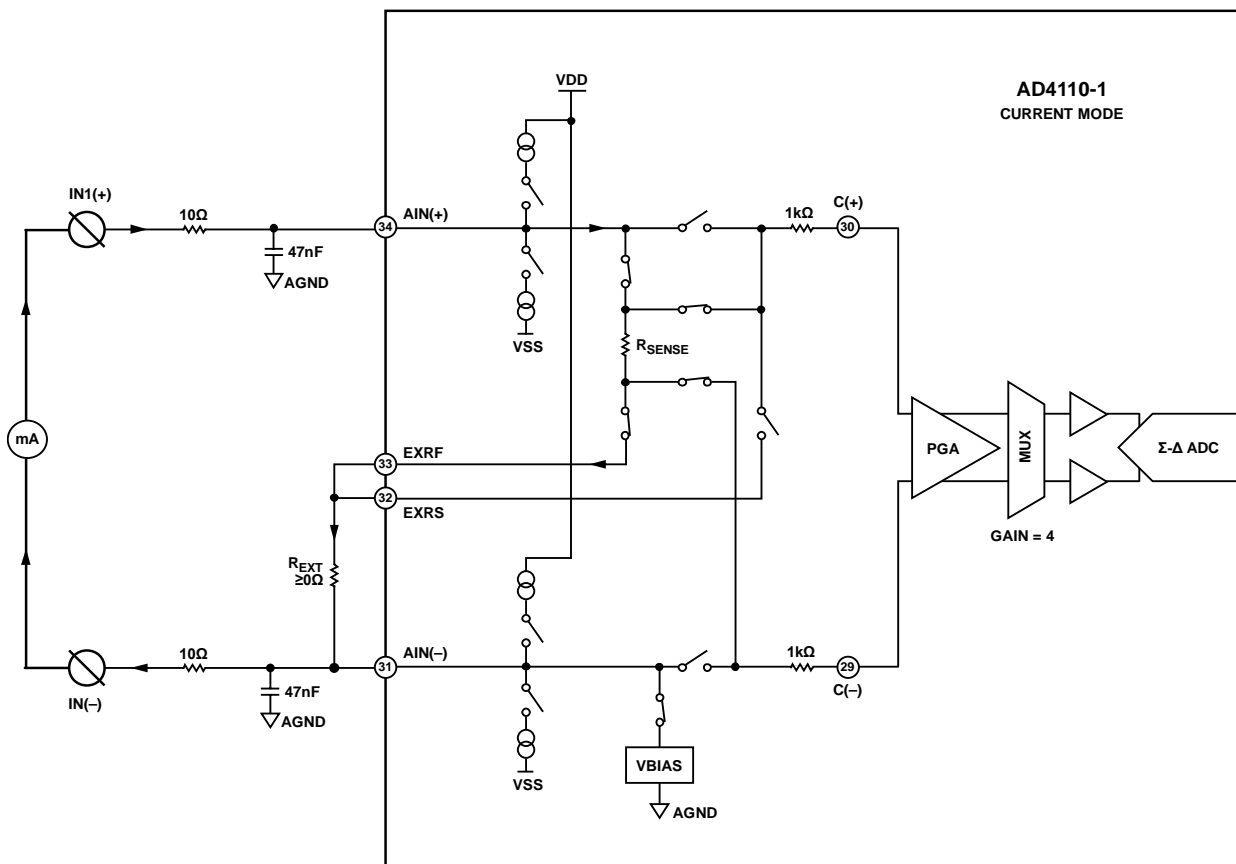 AD4110-1
CURRENT MODE
VDD
IN1(+)
10Ω
47nF
AGND
34
AIN(+)
VSS
RSENSE
1kΩ
C(+)
30
mA
EXRF
33
32
EXRS
REXT
≥0Ω
PGA
MUX
Σ-Δ ADC
GAIN = 4
IN(–)
10Ω
47nF
AGND
31
AIN(–)
VSS
VBIAS
AGND
1kΩ
29
C(–)